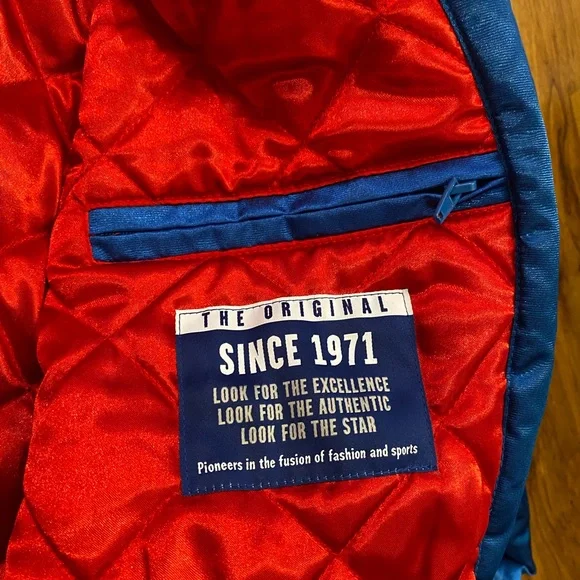 THE ORIGINAL
SINCE 1971
LOOK FOR THE EXCELLENCE
LOOK FOR THE AUTHENTIC
LOOK FOR THE STAR
Pioneers in the fusion of fashion and sports